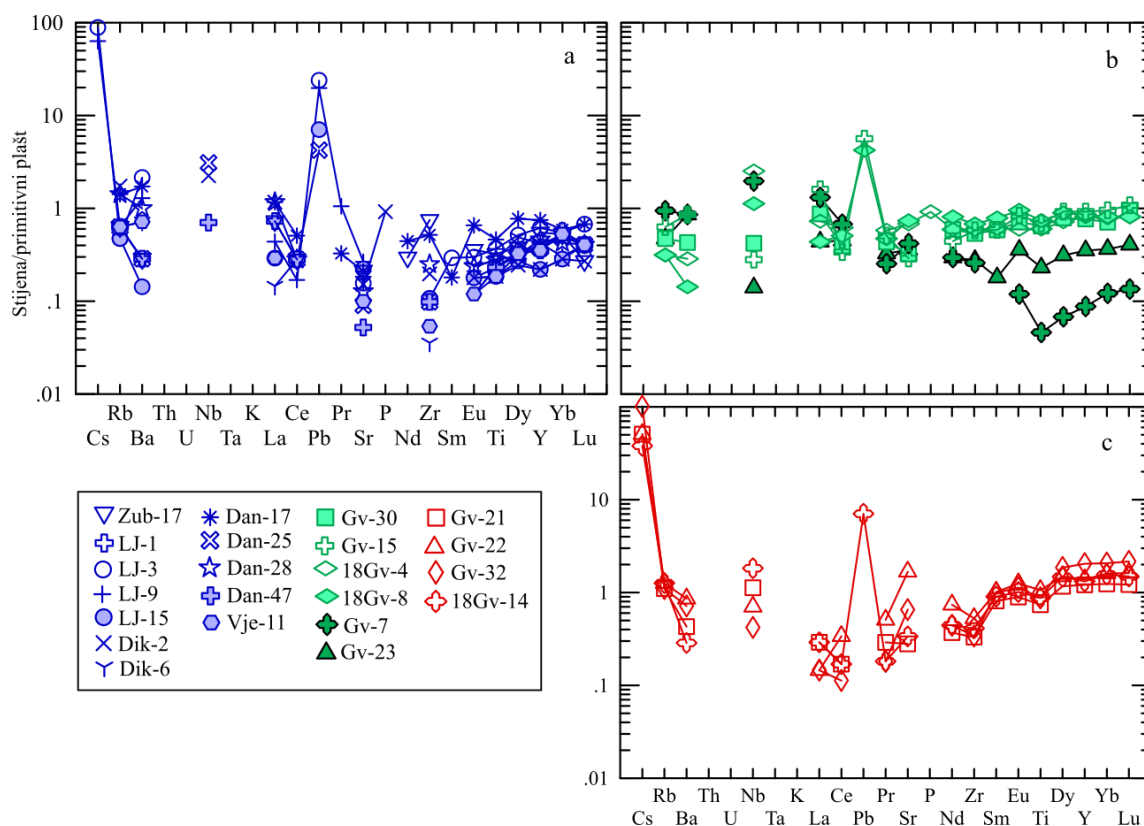 100
10
1
0.1
.01
Stijena/primitivni plašt
a
b
Rb Ba Th Nb K La Ce Pb Pr P Zr Eu Dy Yb
Cs Ba U Ta La Pb Sr Nd Sm Ti Y Lu
10
1
.1
.01
c
Rb Th Nb K Ce Pr P Zr Eu Dy Yb
Cs Ba U Ta La Pb Sr Nd Sm Ti Y Lu
Zub-17
LJ-1
LJ-3
LJ-9
LJ-15
Dik-2
Dik-6
Dan-17
Dan-25
Dan-28
Dan-47
Vje-11
Gv-30
Gv-15
18Gv-4
18Gv-8
Gv-7
Gv-23
Gv-21
Gv-22
Gv-32
18Gv-14